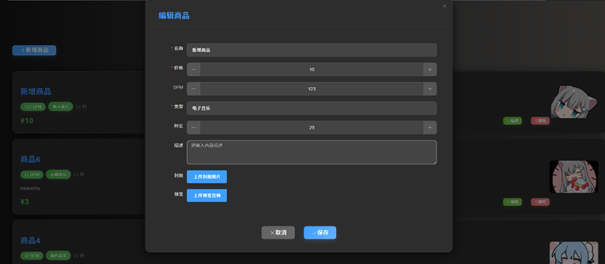 编辑商品
×
+新增商品
* 名称 新增商品
* 价格 − 10 +
BPM − 123 +
* 类型 电子音乐
时长 − 23 +
描述 请输入商品描述
封面 上传封面图片
预览 上传预览音频
×取消 ✓保存
新增商品
¥10
商品6
¥3
商品4